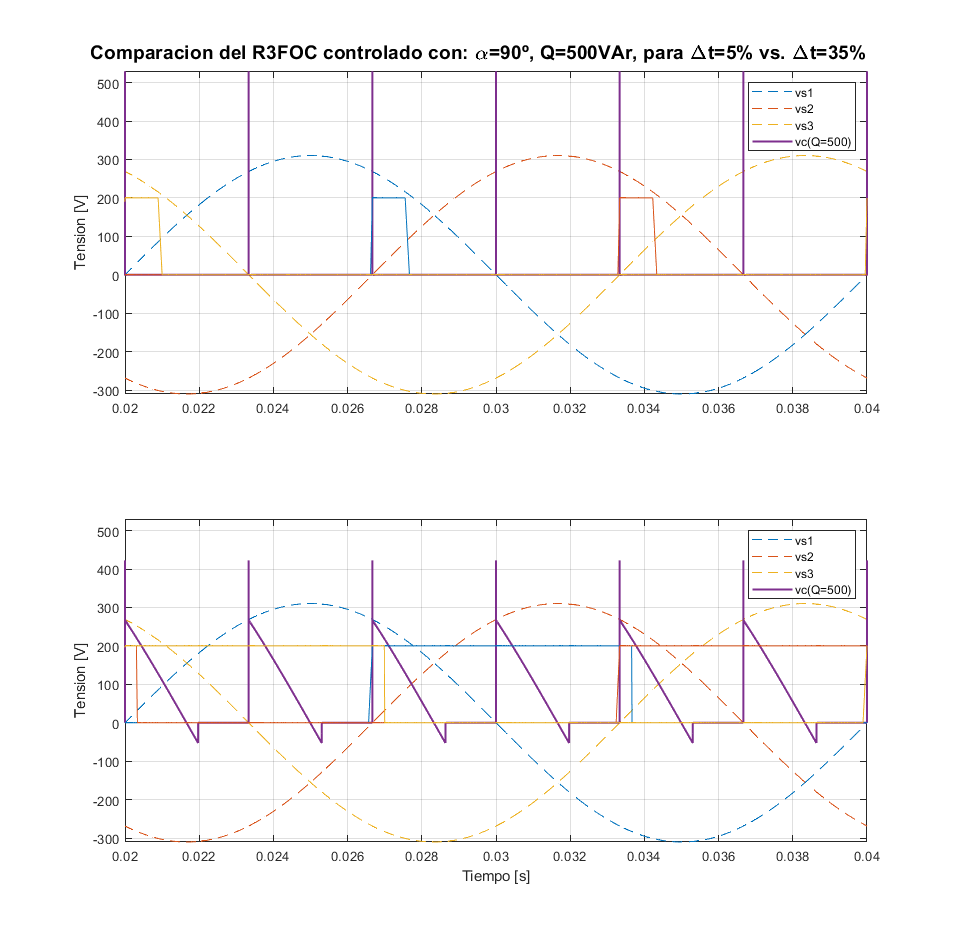 Comparacion del R3FOC controlado con: α=90º, Q=500VAr, para Δt=5% vs. Δt=35%
500
400
300
200
100
0
-100
-200
-300
Tension [V]
vs1
vs2
vs3
vc(Q=500)
0.02 0.022 0.024 0.026 0.028 0.03 0.032 0.034 0.036 0.038 0.04
500
400
300
200
100
0
-100
-200
-300
Tension [V]
vs1
vs2
vs3
vc(Q=500)
0.02 0.022 0.024 0.026 0.028 0.03 0.032 0.034 0.036 0.038 0.04
Tiempo [s]